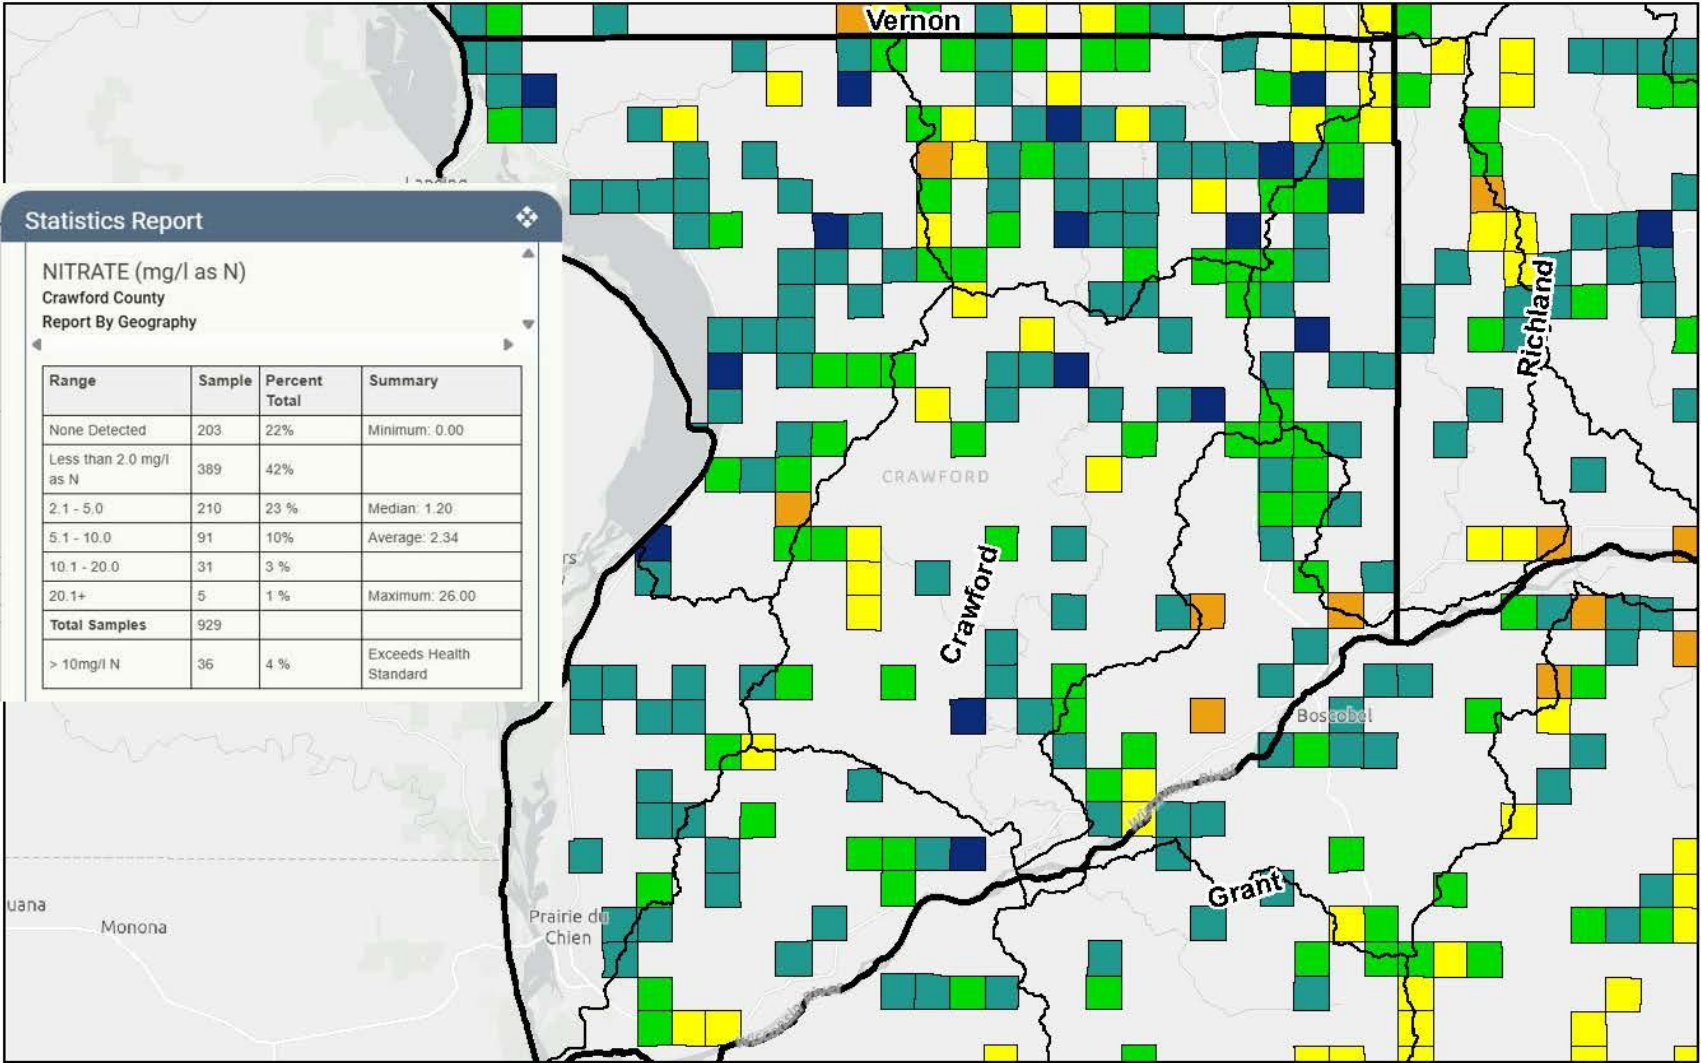 Vernon
Statistics Report
NITRATE (mg/l as N)
Crawford County
Report By Geography
Range Sample Percent Total Summary
None Detected 203 22% Minimum: 0.00
Less than 2.0 mg/l as N 389 42%
2.1 - 5.0 210 23 % Median: 1.20
5.1 - 10.0 91 10% Average: 2.34
10.1 - 20.0 31 3 %
20.1+ 5 1 % Maximum: 26.00
Total Samples 929
> 10mg/l N 36 4 % Exceeds Health Standard
Richland
CRAWFORD
rs
Crawford
Boscobel
Wisconsin River
Grant
uana
Monona
Prairie du
Chien